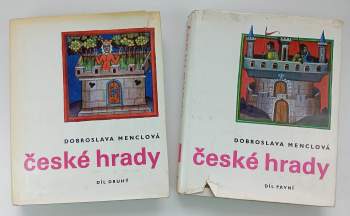 DOBROSLAVA MENCLOVÁ
české hrady
DÍL DRUHÝ
DOBROSLAVA MENCLOVÁ
české hrady
DÍL PRVNÍ